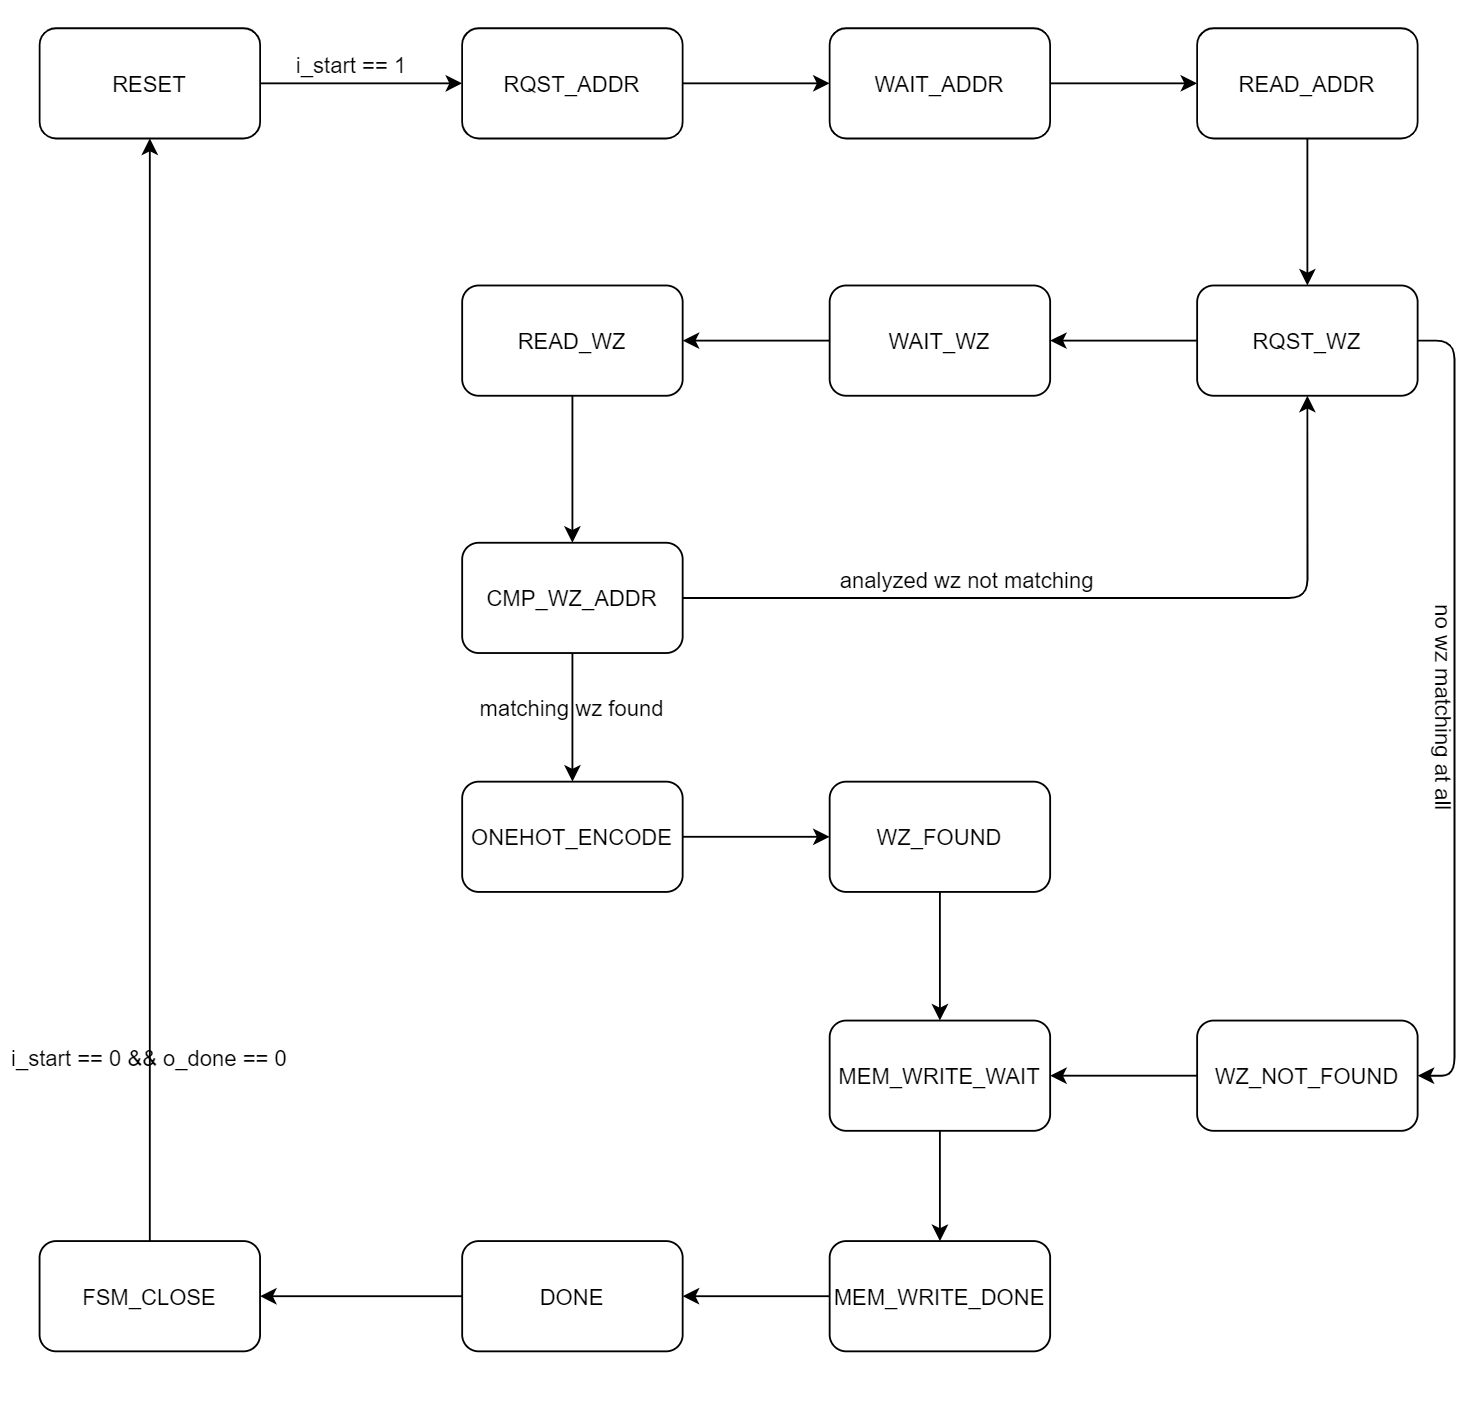 RESET
i_start == 1
RQST_ADDR
WAIT_ADDR
READ_ADDR
READ_WZ
WAIT_WZ
RQST_WZ
CMP_WZ_ADDR
analyzed wz not matching
no wz matching at all
matching wz found
ONEHOT_ENCODE
WZ_FOUND
i_start == 0 && o_done == 0
MEM_WRITE_WAIT
WZ_NOT_FOUND
FSM_CLOSE
DONE
MEM_WRITE_DONE